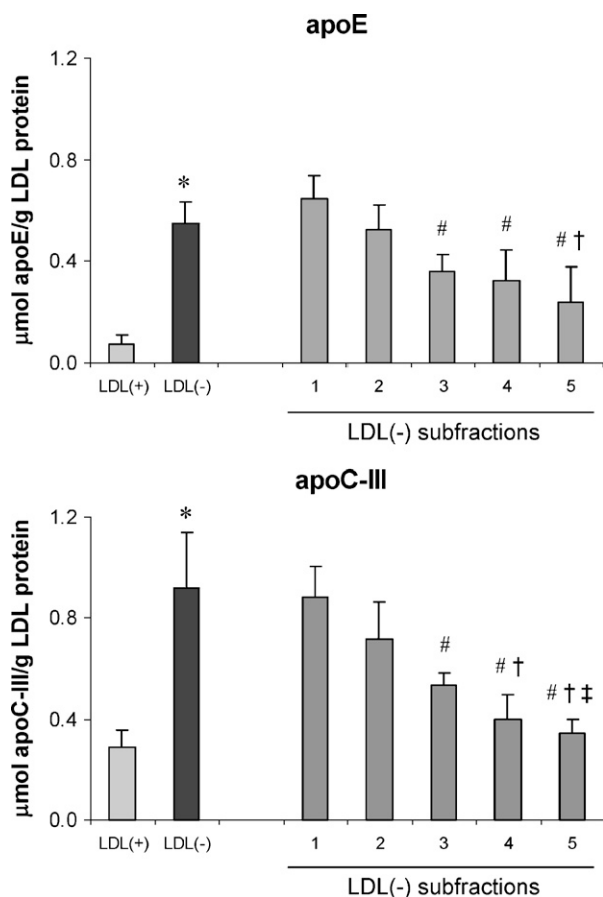 apoE
μmol apoE/g LDL protein
1.2
0.8
0.4
0.0
*
# # # †
LDL(+) LDL(-) 1 2 3 4 5
LDL(-) subfractions
apoC-III
μmol apoC-III/g LDL protein
1.2
0.8
0.4
0.0
*
# # † # † ‡
LDL(+) LDL(-) 1 2 3 4 5
LDL(-) subfractions